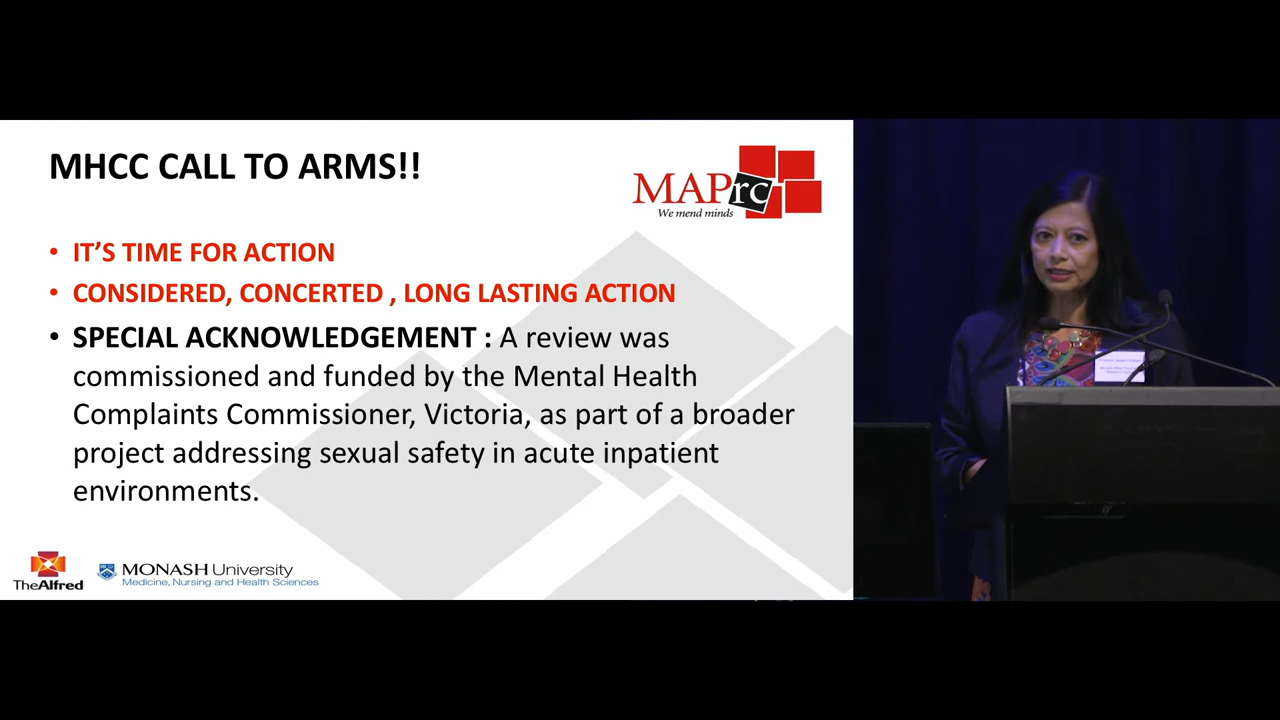 MHCC CALL TO ARMS!!
MAPrc
We mend minds
• IT’S TIME FOR ACTION
• CONSIDERED, CONCERTED , LONG LASTING ACTION
• SPECIAL ACKNOWLEDGEMENT : A review was
commissioned and funded by the Mental Health
Complaints Commissioner, Victoria, as part of a broader
project addressing sexual safety in acute inpatient
environments.
TheAlfred
MONASH University
Medicine, Nursing and Health Sciences